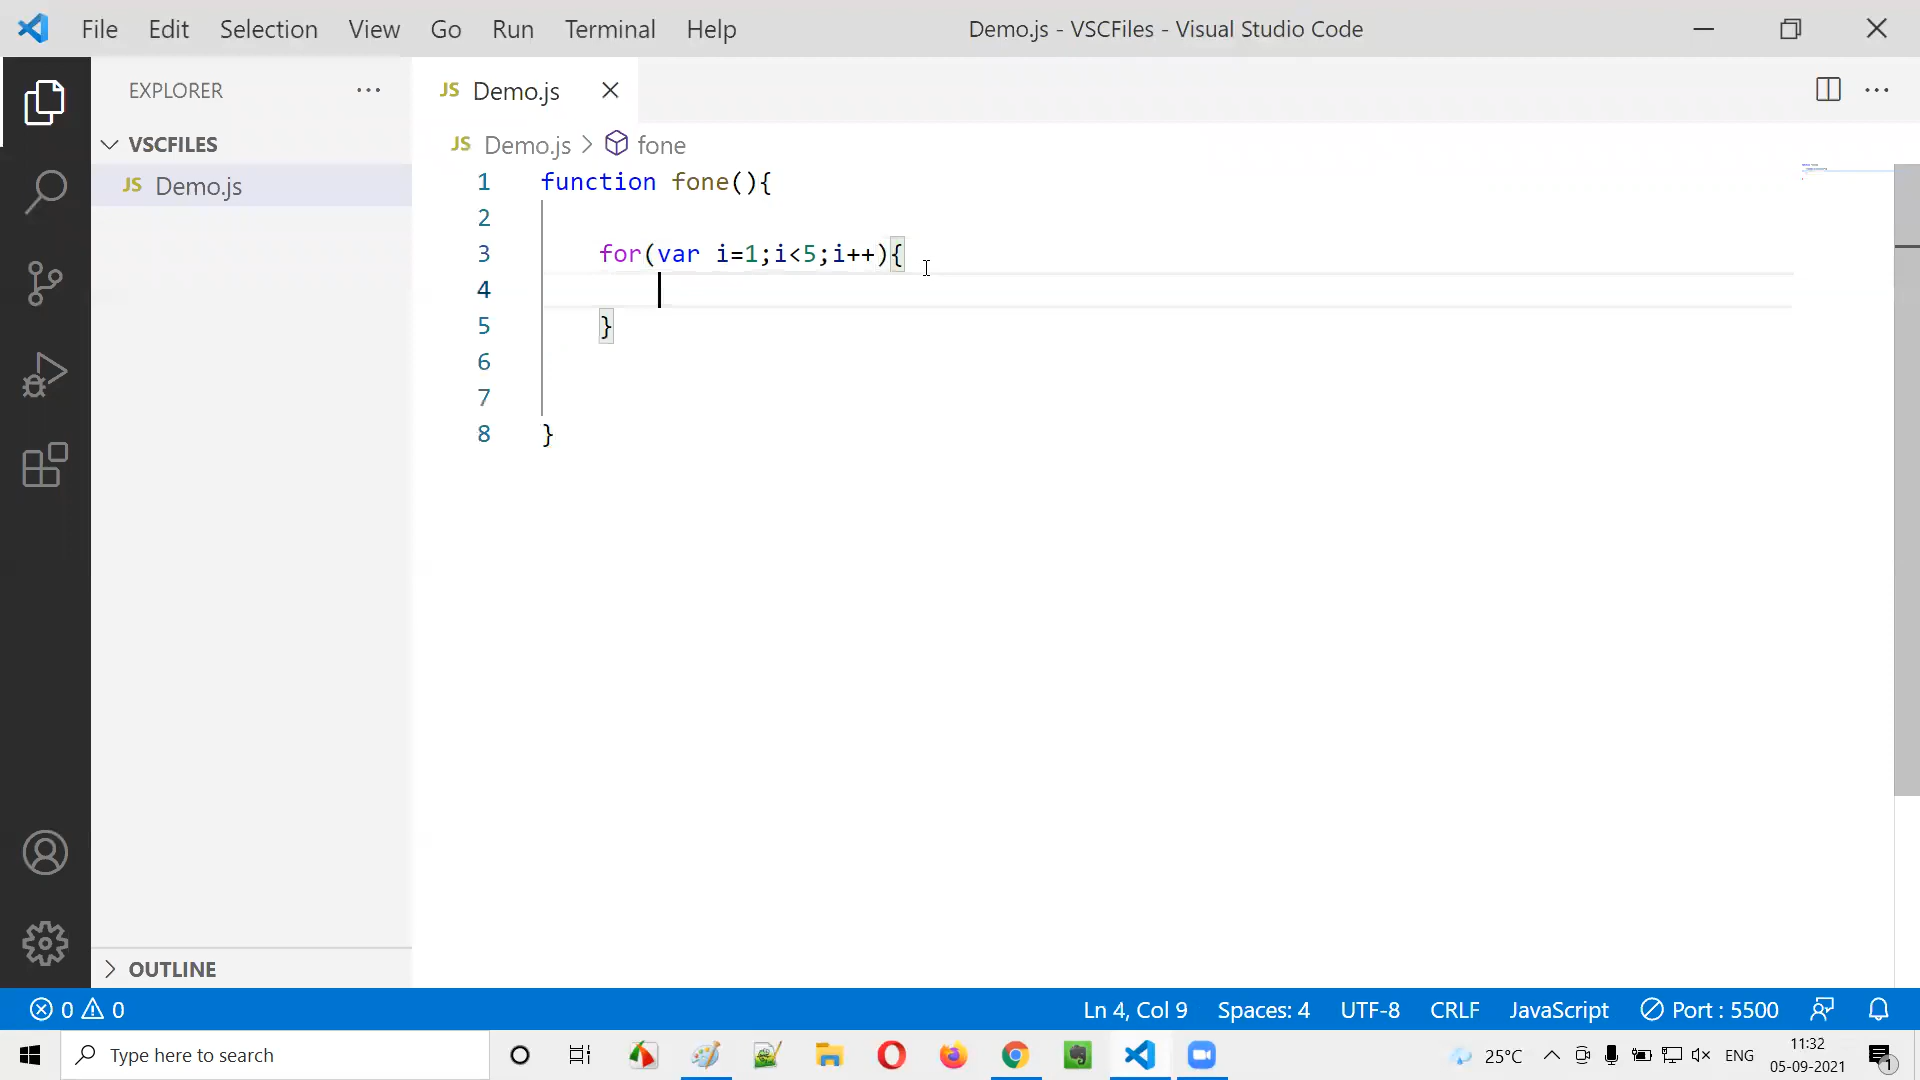 File Edit Selection View Go Run Terminal Help Demo.js - VSCFiles - Visual Studio Code
EXPLORER
VSCFILES
JS Demo.js
OUTLINE
JS Demo.js
JS Demo.js > fone
1 function fone(){
2
3 for(var i=1;i<5;i++){
4
5 }
6
7
8 }
0 0 Ln 4, Col 9 Spaces: 4 UTF-8 CRLF JavaScript Port : 5500
Type here to search 25°C ENG 11:32
05-09-2021 1